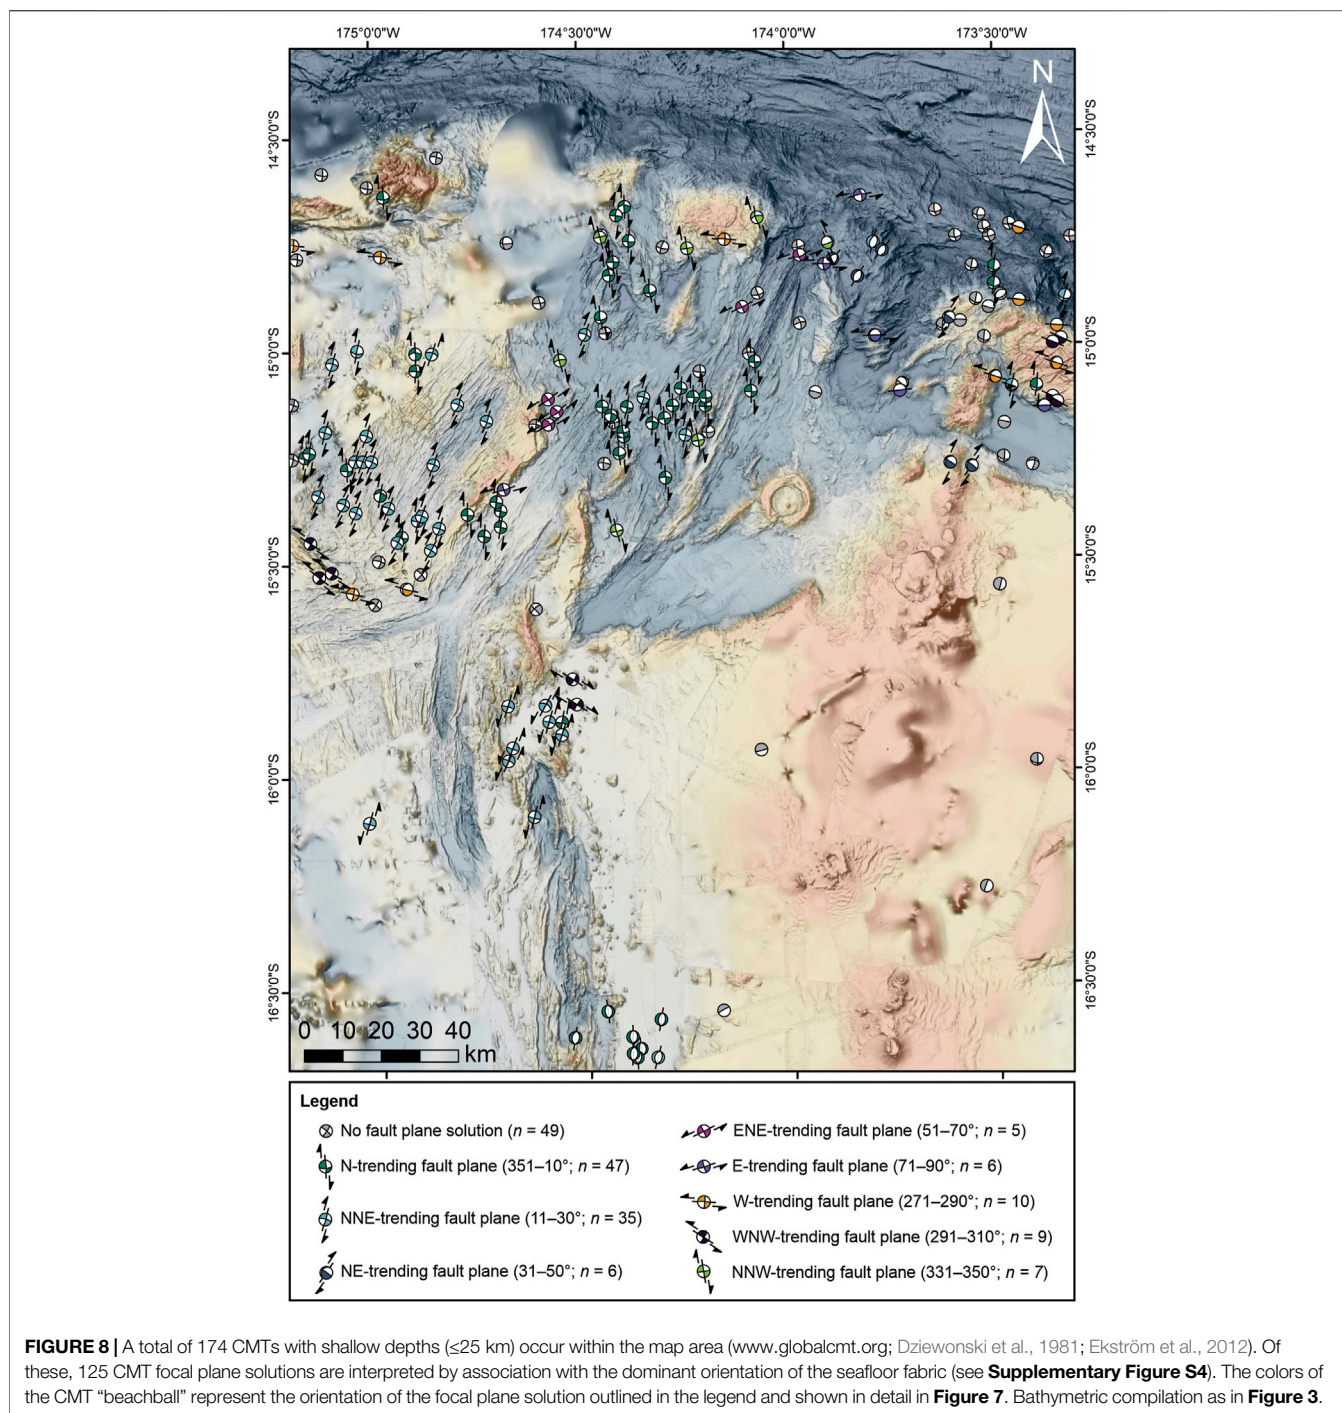 175°0'0"W
174°30'0"W
174°0'0"W
173°30'0"W
N
14°30'0"S
14°30'0"S
15°0'0"S
15°0'0"S
15°30'0"S
15°30'0"S
16°0'0"S
16°0'0"S
16°30'0"S
16°30'0"S
0 10 20 30 40
km
Legend
No fault plane solution (n = 49)
N-trending fault plane (351–10°; n = 47)
NNE-trending fault plane (11–30°; n = 35)
NE-trending fault plane (31–50°; n = 6)
ENE-trending fault plane (51–70°; n = 5)
E-trending fault plane (71–90°; n = 6)
W-trending fault plane (271–290°; n = 10)
WNW-trending fault plane (291–310°; n = 9)
NNW-trending fault plane (331–350°; n = 7)
FIGURE 8 | A total of 174 CMTs with shallow depths (≤25 km) occur within the map area (www.globalcmt.org; Dziewonski et al., 1981; Ekström et al., 2012). Of
these, 125 CMT focal plane solutions are interpreted by association with the dominant orientation of the seafloor fabric (see Supplementary Figure S4). The colors of
the CMT “beachball” represent the orientation of the focal plane solution outlined in the legend and shown in detail in Figure 7. Bathymetric compilation as in Figure 3.